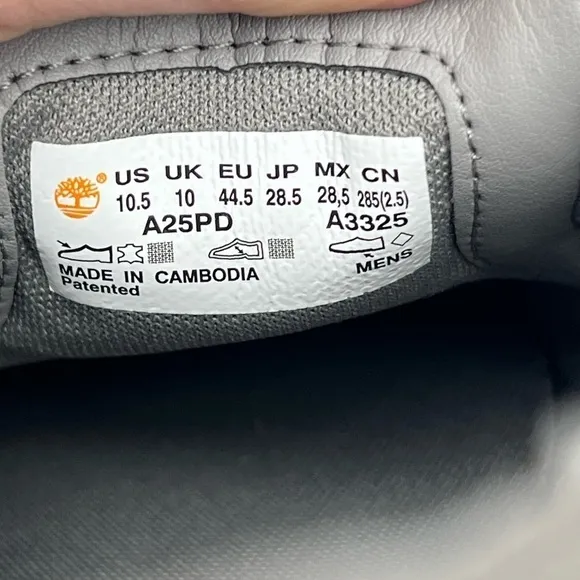 US UK EU JP MX CN
10.5 10 44.5 28.5 28,5 285(2.5)
A25PD A3325
MADE IN CAMBODIA
Patented
MENS